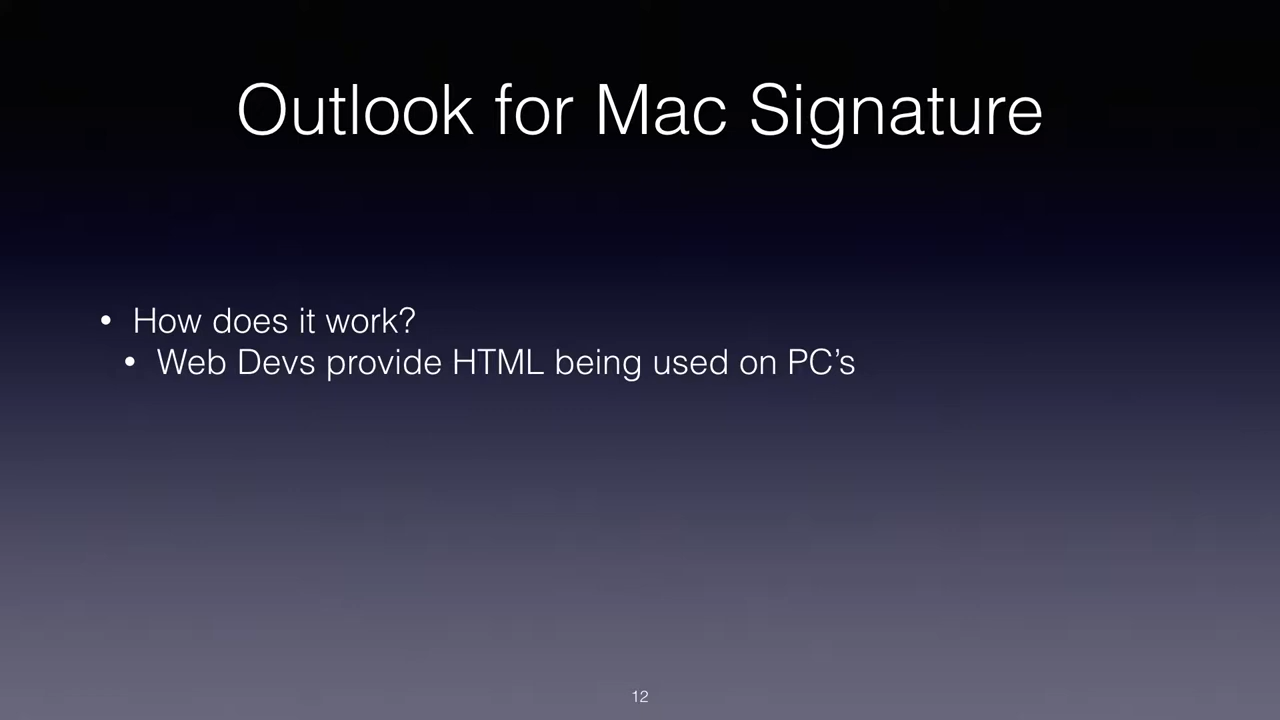 Outlook for Mac Signature
• How does it work?
• Web Devs provide HTML being used on PC’s
12